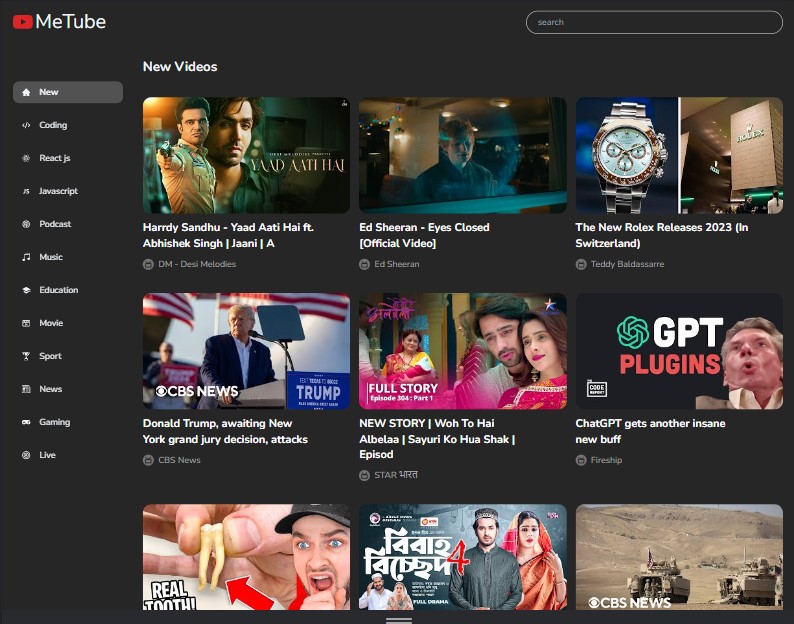 MeTube
search
New Videos
New
Coding
React js
JS Javascript
Podcast
Music
Education
Movie
Sport
News
Gaming
Live
YAAD AATI HAI
ROLEX
Harrdy Sandhu - Yaad Aati Hai ft.
Abhishek Singh | Jaani | A
DM - Desi Melodies
Ed Sheeran - Eyes Closed
[Official Video]
Ed Sheeran
The New Rolex Releases 2023 (In
Switzerland)
Teddy Baldassarre
CBS NEWS
TRUMP
FULL STORY
Episode 304 : Part 1
GPT
PLUGINS
THE
CODE
REPORT
Donald Trump, awaiting New
York grand jury decision, attacks
CBS News
NEW STORY | Woh To Hai
Albelaa | Sayuri Ko Hua Shak |
Episod
STAR भारत
ChatGPT gets another insane
new buff
Fireship
REAL
TOOTH!
বিবাহ
বিচ্ছেদ 4
FULL DRAMA
CBS NEWS